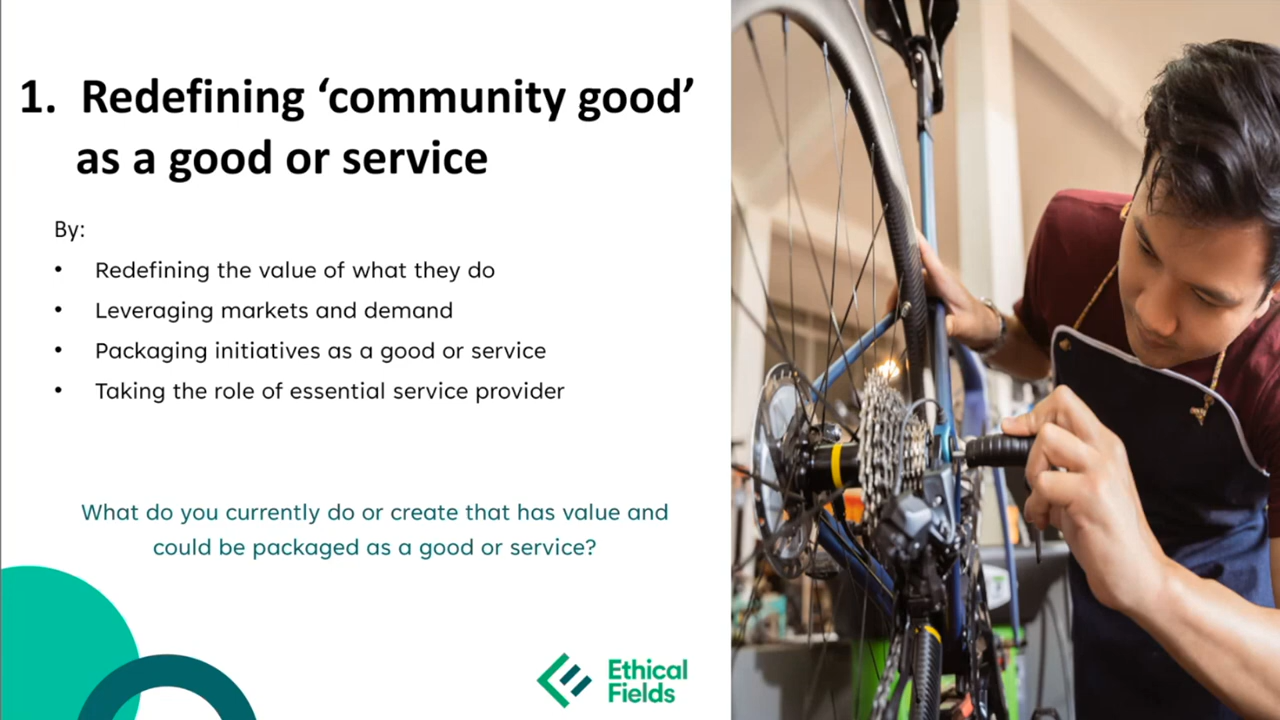 1. Redefining ‘community good’
as a good or service
By:
• Redefining the value of what they do
• Leveraging markets and demand
• Packaging initiatives as a good or service
• Taking the role of essential service provider
What do you currently do or create that has value and
could be packaged as a good or service?
Ethical
Fields